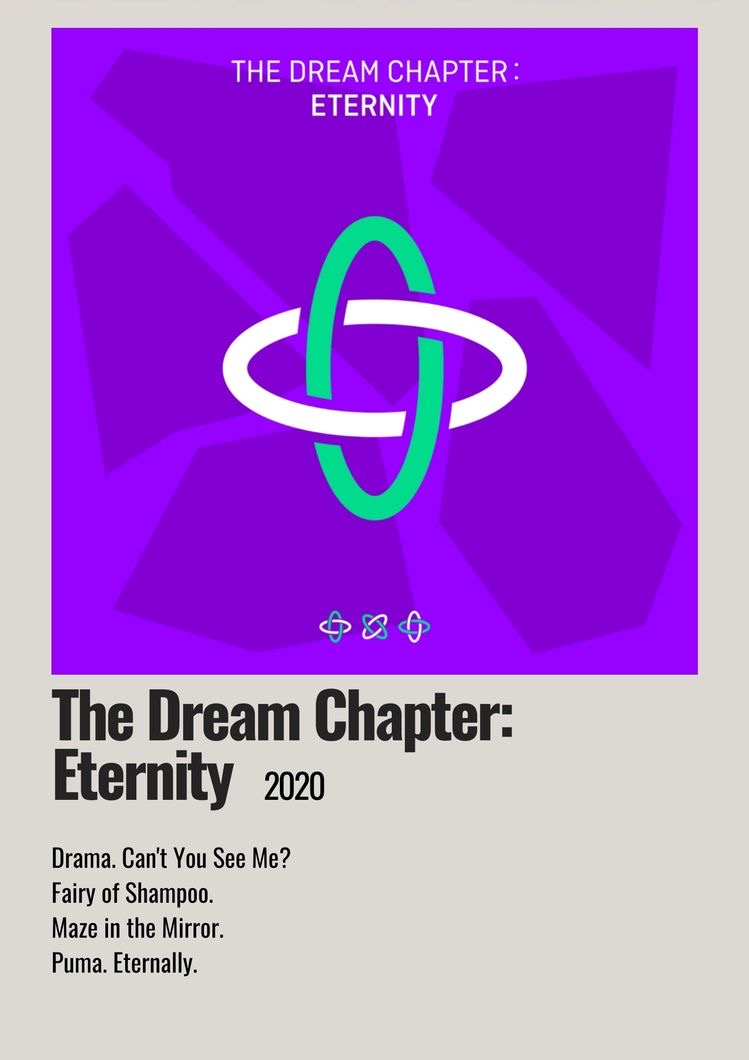 THE DREAM CHAPTER:
ETERNITY
The Dream Chapter:
Eternity 2020
Drama. Can't You See Me?
Fairy of Shampoo.
Maze in the Mirror.
Puma. Eternally.